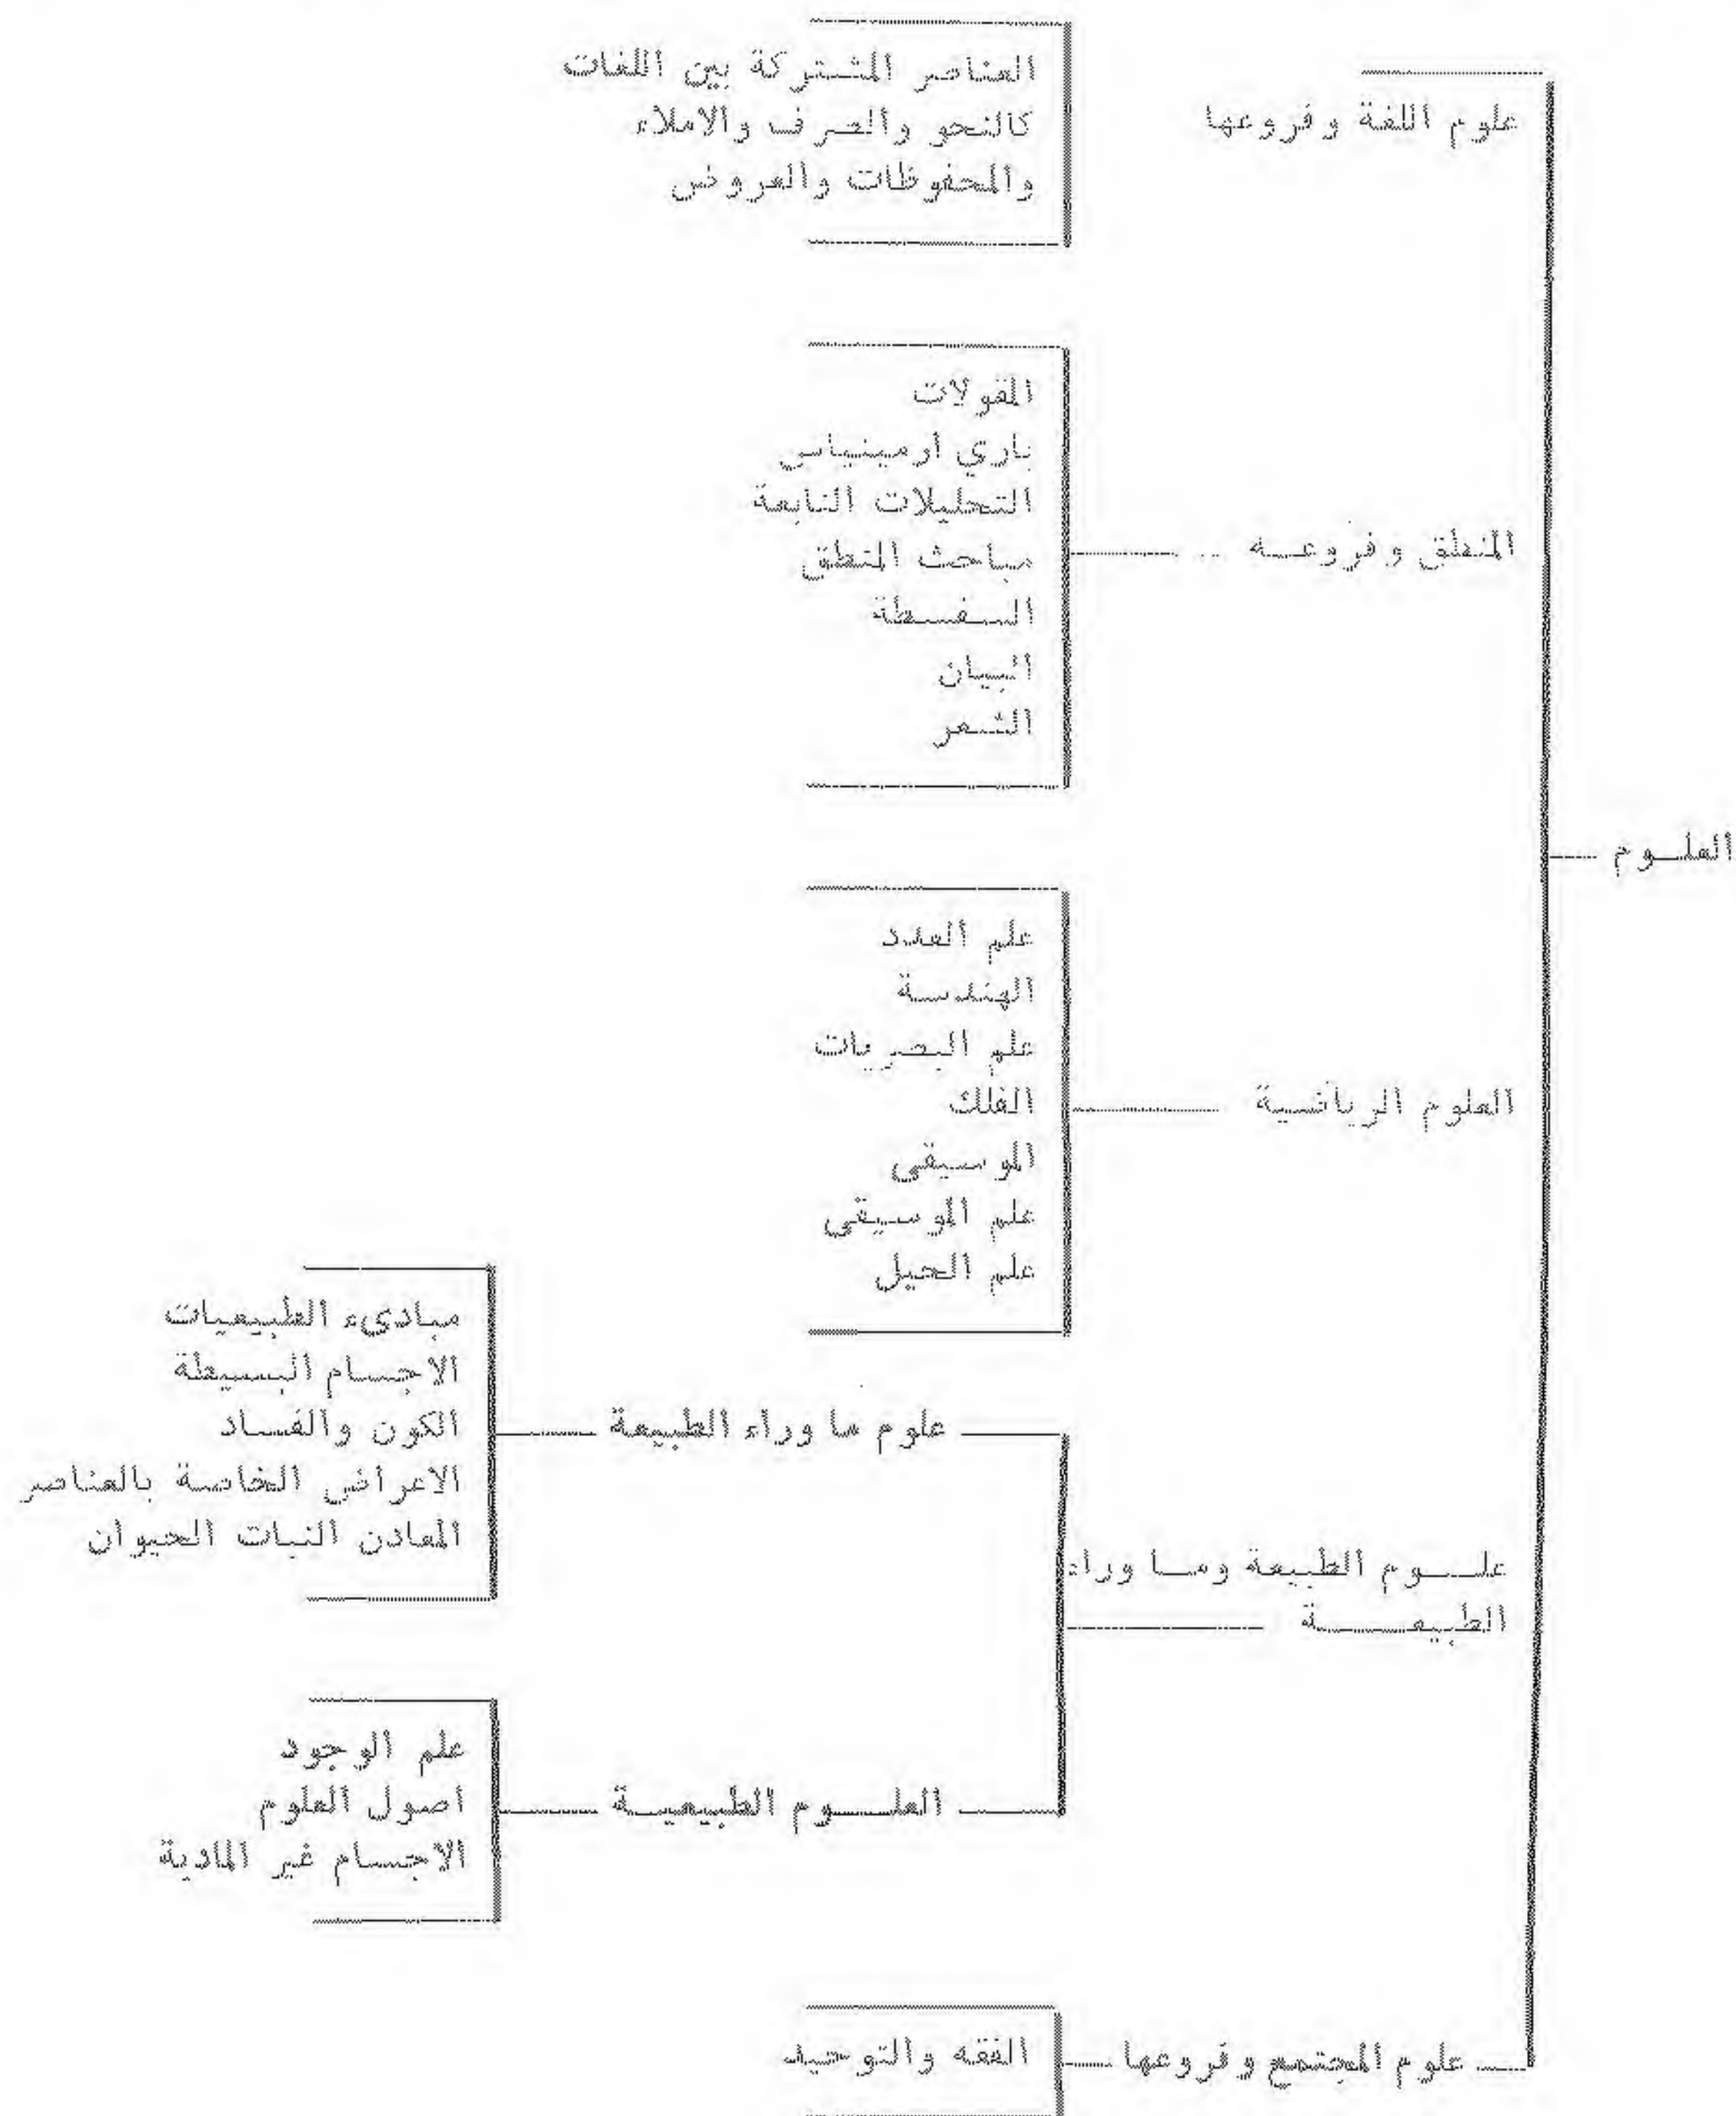 العلوم
علوم اللغة وفروعها
العناصر المشتركة بين اللغات
كالنحو والصرف والاملاء
والمحفوظات والعروض
المنطق وفروعه
المقولات
باري ارمينياس
التحليلات التابعة
مباحث المنطق
السفسطة
البيان
الشعر
العلوم الرياضية
علم العدد
الهندسة
علم البصريات
الفلك
الموسيقى
علم الموسيقى
علم الحيل
علوم الطبيعة وما وراء
الطبيعة
علوم ما وراء الطبيعة
مباديء الطبيعيات
الاجسام البسيطة
الكون والفساد
الاعراض الخاصة بالعناصر
المعادن النبات الحيوان
العلوم الطبيعية
علم الوجود
اصول العلوم
الاجسام غير المادية
علوم المجتمع وفروعها
الفقه والتوحيد